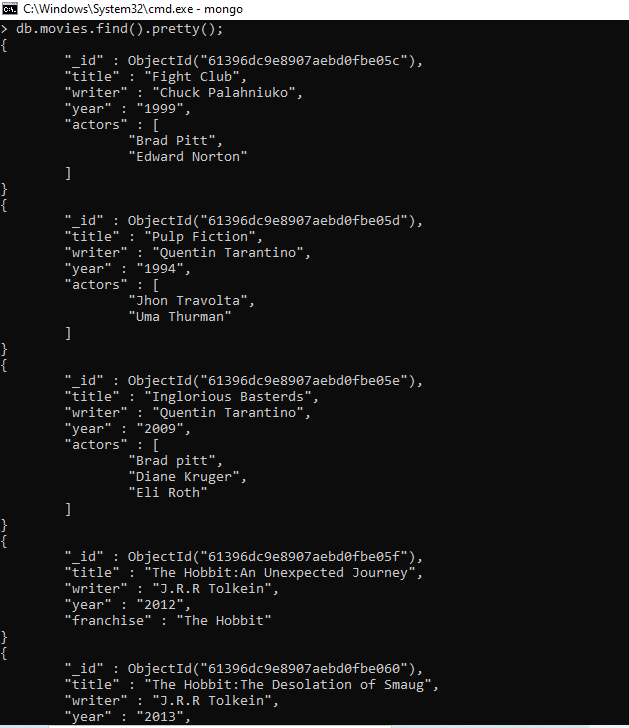 C:\Windows\System32\cmd.exe - mongo
> db.movies.find().pretty();
{
"_id" : ObjectId("61396dc9e8907aebd0fbe05c"),
"title" : "Fight Club",
"writer" : "Chuck Palahniuko",
"year" : "1999",
"actors" : [
"Brad Pitt",
"Edward Norton"
]
}
{
"_id" : ObjectId("61396dc9e8907aebd0fbe05d"),
"title" : "Pulp Fiction",
"writer" : "Quentin Tarantino",
"year" : "1994",
"actors" : [
"Jhon Travolta",
"Uma Thurman"
]
}
{
"_id" : ObjectId("61396dc9e8907aebd0fbe05e"),
"title" : "Inglorious Basterds",
"writer" : "Quentin Tarantino",
"year" : "2009",
"actors" : [
"Brad pitt",
"Diane Kruger",
"Eli Roth"
]
}
{
"_id" : ObjectId("61396dc9e8907aebd0fbe05f"),
"title" : "The Hobbit:An Unexpected Journey",
"writer" : "J.R.R Tolkein",
"year" : "2012",
"franchise" : "The Hobbit"
}
{
"_id" : ObjectId("61396dc9e8907aebd0fbe060"),
"title" : "The Hobbit:The Desolation of Smaug",
"writer" : "J.R.R Tolkein",
"year" : "2013",